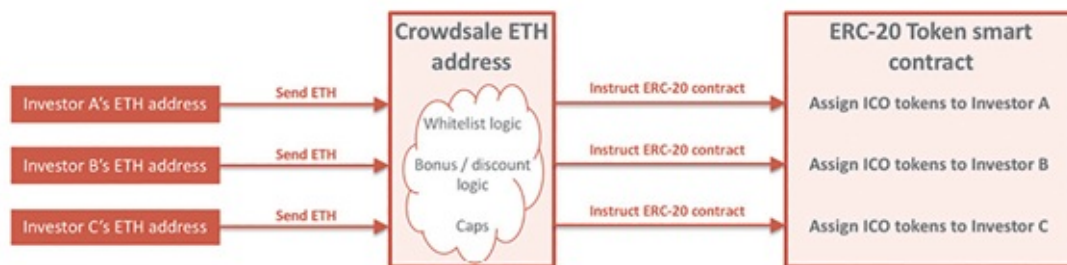 Crowdsale ETH
address
ERC-20 Token smart
contract
Investor A's ETH address
Send ETH
Whitelist logic
Instruct ERC-20 contract
Assign ICO tokens to Investor A
Investor B's ETH address
Send ETH
Bonus / discount
logic
Instruct ERC-20 contract
Assign ICO tokens to Investor B
Investor C's ETH address
Send ETH
Caps
Instruct ERC-20 contract
Assign ICO tokens to Investor C